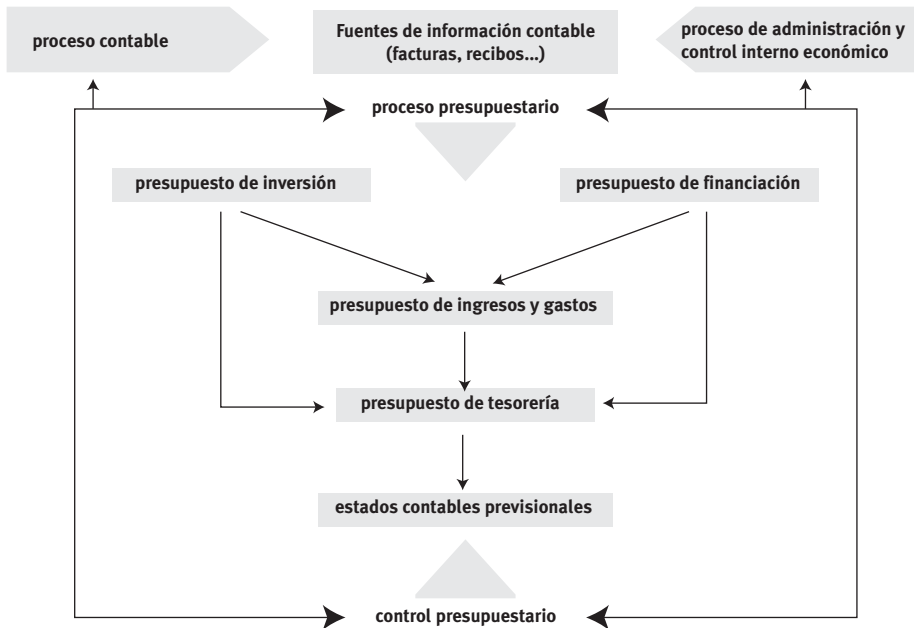 proceso contable
Fuentes de información contable
(facturas, recibos...)
proceso de administración y
control interno económico
proceso presupuestario
presupuesto de inversión
presupuesto de financiación
presupuesto de ingresos y gastos
presupuesto de tesorería
estados contables previsionales
control presupuestario